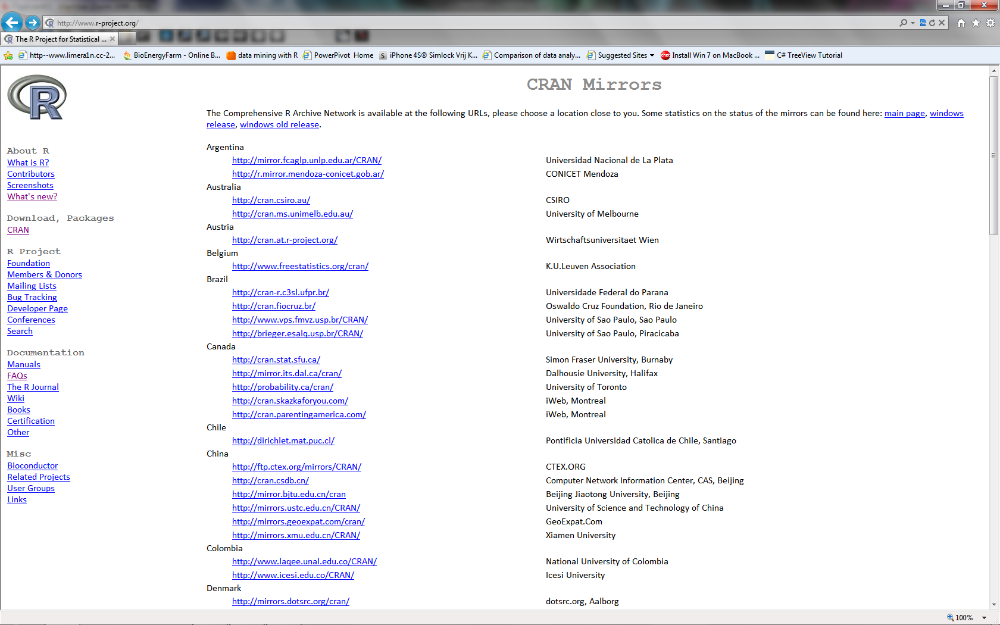 http://www.r-project.org/
The R Project for Statistical ...
http--www.limera1n.cc-2...
BioEnergyFarm - Online B...
data mining with R
PowerPivot Home
iPhone 4S® Simlock Vrij K...
Comparison of data analy...
Suggested Sites
Install Win 7 on MacBook ...
C# TreeView Tutorial
R
About R
What is R?
Contributors
Screenshots
What's new?
Download, Packages
CRAN
R Project
Foundation
Members & Donors
Mailing Lists
Bug Tracking
Developer Page
Conferences
Search
Documentation
Manuals
FAQs
The R Journal
Wiki
Books
Certification
Other
Misc
Bioconductor
Related Projects
User Groups
Links
CRAN Mirrors
The Comprehensive R Archive Network is available at the following URLs, please choose a location close to you. Some statistics on the status of the mirrors can be found here: main page, windows
release, windows old release.
Argentina
http://mirror.fcaglp.unlp.edu.ar/CRAN/ Universidad Nacional de La Plata
http://r.mirror.mendoza-conicet.gob.ar/ CONICET Mendoza
Australia
http://cran.csiro.au/ CSIRO
http://cran.ms.unimelb.edu.au/ University of Melbourne
Austria
http://cran.at.r-project.org/ Wirtschaftsuniversitaet Wien
Belgium
http://www.freestatistics.org/cran/ K.U.Leuven Association
Brazil
http://cran-r.c3sl.ufpr.br/ Universidade Federal do Parana
http://cran.fiocruz.br/ Oswaldo Cruz Foundation, Rio de Janeiro
http://www.vps.fmvz.usp.br/CRAN/ University of Sao Paulo, Sao Paulo
http://brieger.esalq.usp.br/CRAN/ University of Sao Paulo, Piracicaba
Canada
http://cran.stat.sfu.ca/ Simon Fraser University, Burnaby
http://mirror.its.dal.ca/cran/ Dalhousie University, Halifax
http://probability.ca/cran/ University of Toronto
http://cran.skazkaforyou.com/ iWeb, Montreal
http://cran.parentingamerica.com/ iWeb, Montreal
Chile
http://dirichlet.mat.puc.cl/ Pontificia Universidad Catolica de Chile, Santiago
China
http://ftp.ctex.org/mirrors/CRAN/ CTEX.ORG
http://cran.csdb.cn/ Computer Network Information Center, CAS, Beijing
http://mirror.bjtu.edu.cn/cran Beijing Jiaotong University, Beijing
http://mirrors.ustc.edu.cn/CRAN/ University of Science and Technology of China
http://mirrors.geoexpat.com/cran/ GeoExpat.Com
http://mirrors.xmu.edu.cn/CRAN/ Xiamen University
Colombia
http://www.laqee.unal.edu.co/CRAN/ National University of Colombia
http://www.icesi.edu.co/CRAN/ Icesi University
Denmark
http://mirrors.dotsrc.org/cran/ dotsrc.org, Aalborg
100%